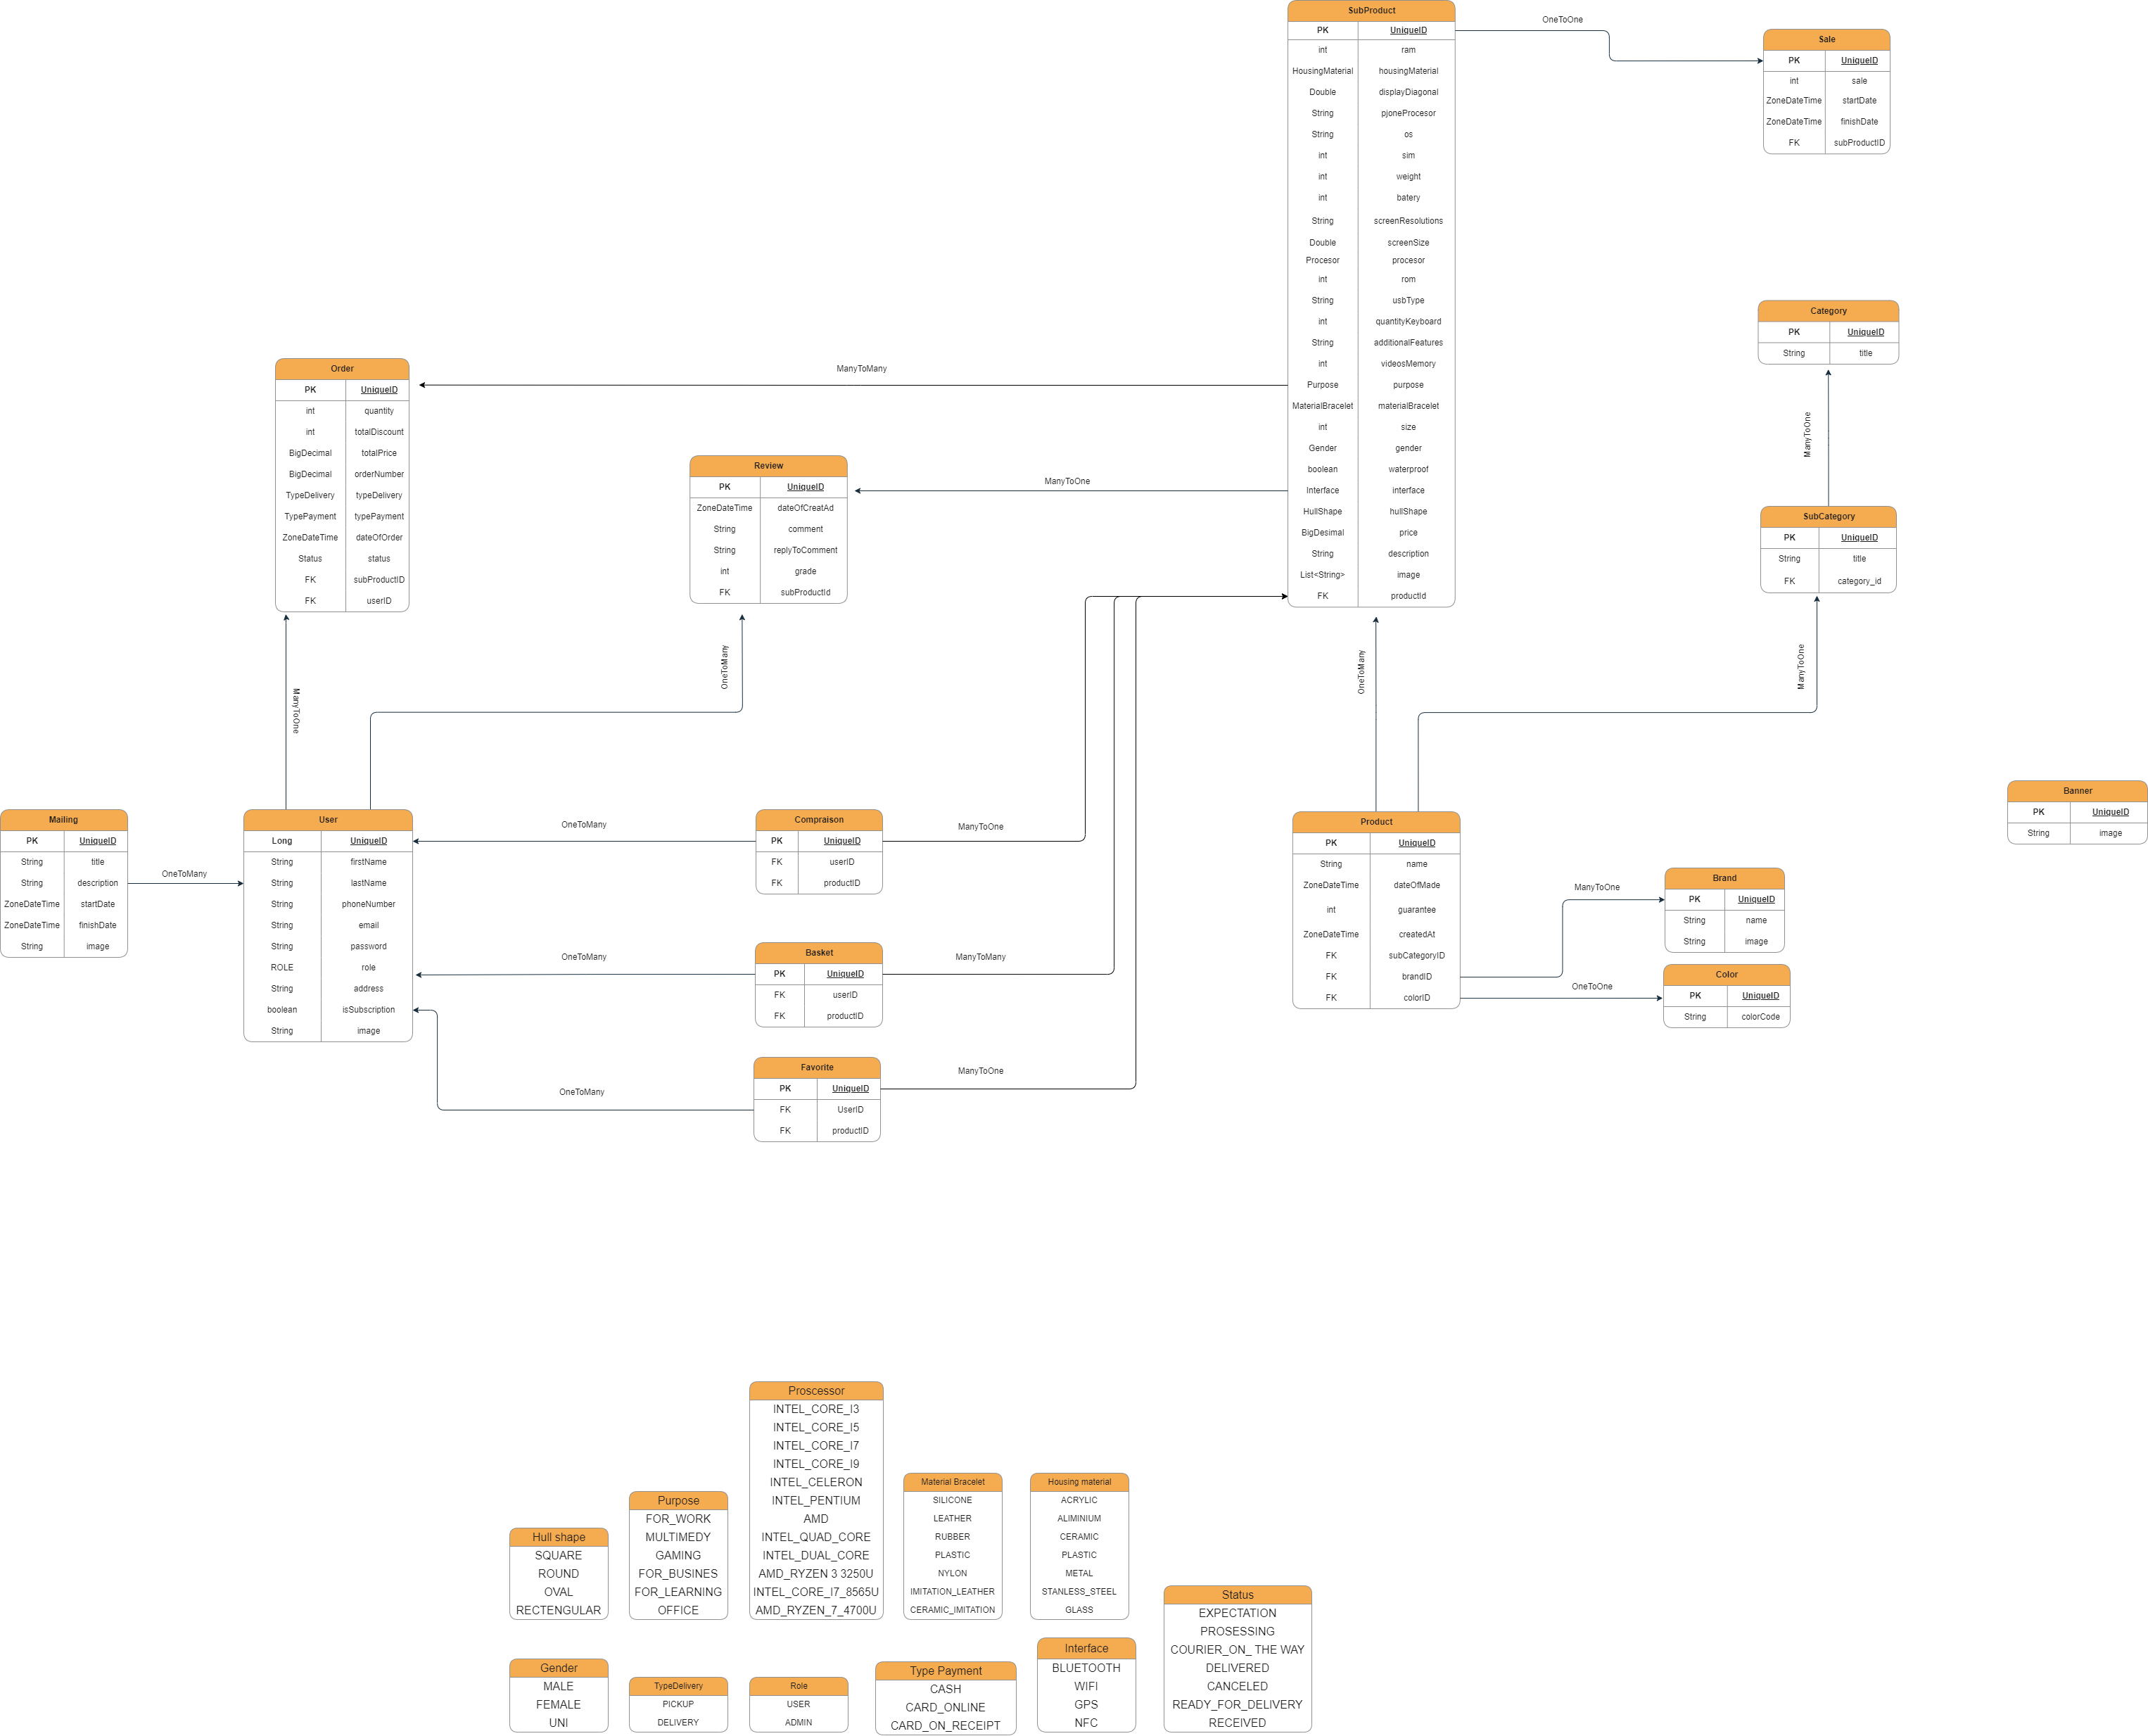 SubProduct
PK UniqueID
int ram
HousingMaterial housingMaterial
Double displayDiagonal
String pjoneProcesor
String os
int sim
int weight
int batery
String screenResolutions
Double screenSize
Procesor procesor
int rom
String usbType
int quantityKeyboard
String additionalFeatures
int videosMemory
Purpose purpose
MaterialBracelet materialBracelet
int size
Gender gender
boolean waterproof
Interface interface
HullShape hullShape
BigDesimal price
String description
List<String> image
FK productId
OneToOne
Sale
PK UniqueID
int sale
ZoneDateTime startDate
ZoneDateTime finishDate
FK subProductID
Category
PK UniqueID
String title
ManyToOne
SubCategory
PK UniqueID
String title
FK category_id
ManyToOne
OneToMany
Order
PK UniqueID
int quantity
int totalDiscount
BigDecimal totalPrice
BigDecimal orderNumber
TypeDelivery typeDelivery
TypePayment typePayment
ZoneDateTime dateOfOrder
Status status
FK subProductID
FK userID
ManyToMany
Review
PK UniqueID
ZoneDateTime dateOfCreatAd
String comment
String replyToComment
int grade
FK subProductId
ManyToOne
OneToMany
ManyToOne
Mailing
PK UniqueID
String title
String description
ZoneDateTime startDate
ZoneDateTime finishDate
String image
OneToMany
User
Long UniqueID
String firstName
String lastName
String phoneNumber
String email
String password
ROLE role
String address
boolean isSubscription
String image
OneToMany
Compraison
PK UniqueID
FK userID
FK productID
ManyToOne
OneToMany
Basket
PK UniqueID
FK userID
FK productID
ManyToMany
OneToMany
Favorite
PK UniqueID
FK UserID
FK productID
ManyToOne
Product
PK UniqueID
String name
ZoneDateTime dateOfMade
int guarantee
ZoneDateTime createdAt
FK subCategoryID
FK brandID
FK colorID
ManyToOne
OneToOne
Brand
PK UniqueID
String name
String image
Color
PK UniqueID
String colorCode
Banner
PK UniqueID
String image
Hull shape
SQUARE
ROUND
OVAL
RECTENGULAR
Purpose
FOR_WORK
MULTIMEDY
GAMING
FOR_BUSINES
FOR_LEARNING
OFFICE
Proscessor
INTEL_CORE_I3
INTEL_CORE_I5
INTEL_CORE_I7
INTEL_CORE_I9
INTEL_CELERON
INTEL_PENTIUM
AMD
INTEL_QUAD_CORE
INTEL_DUAL_CORE
AMD_RYZEN 3 3250U
INTEL_CORE_I7_8565U
AMD_RYZEN_7_4700U
Material Bracelet
SILICONE
LEATHER
RUBBER
PLASTIC
NYLON
IMITATION_LEATHER
CERAMIC_IMITATION
Housing material
ACRYLIC
ALIMINIUM
CERAMIC
PLASTIC
METAL
STANLESS_STEEL
GLASS
Status
EXPECTATION
PROSESSING
COURIER_ON_ THE WAY
DELIVERED
CANCELED
READY_FOR_DELIVERY
RECEIVED
Gender
MALE
FEMALE
UNI
TypeDelivery
PICKUP
DELIVERY
Role
USER
ADMIN
Type Payment
CASH
CARD_ONLINE
CARD_ON_RECEIPT
Interface
BLUETOOTH
WIFI
GPS
NFC